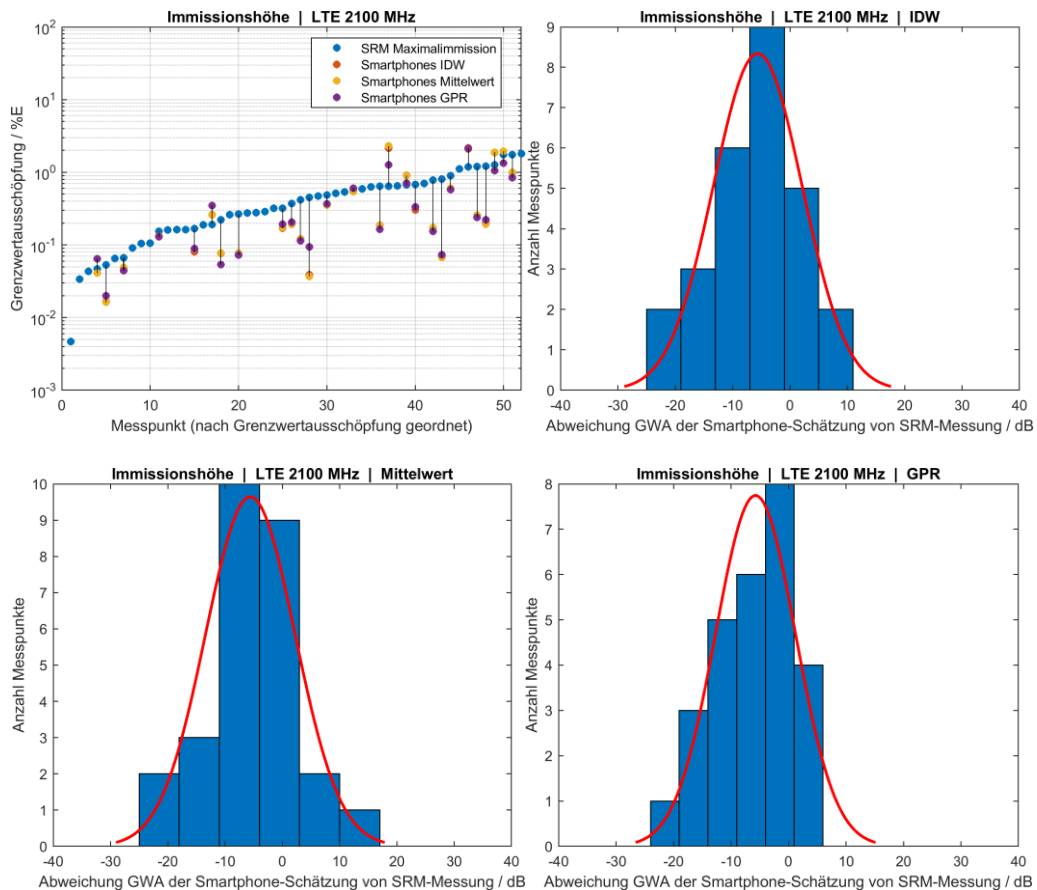 Immissionshöhe | LTE 2100 MHz
10^2
10^1
10^0
10^-1
10^-2
10^-3
Grenzwertausschöpfung / %E
SRM Maximalimmission
Smartphones IDW
Smartphones Mittelwert
Smartphones GPR
0 10 20 30 40 50
Messpunkt (nach Grenzwertausschöpfung geordnet)
Immissionshöhe | LTE 2100 MHz | IDW
9
8
7
6
5
4
3
2
1
0
Anzahl Messpunkte
-40 -30 -20 -10 0 10 20 30 40
Abweichung GWA der Smartphone-Schätzung von SRM-Messung / dB
Immissionshöhe | LTE 2100 MHz | Mittelwert
10
9
8
7
6
5
4
3
2
1
0
Anzahl Messpunkte
-40 -30 -20 -10 0 10 20 30 40
Abweichung GWA der Smartphone-Schätzung von SRM-Messung / dB
Immissionshöhe | LTE 2100 MHz | GPR
8
7
6
5
4
3
2
1
0
Anzahl Messpunkte
-40 -30 -20 -10 0 10 20 30 40
Abweichung GWA der Smartphone-Schätzung von SRM-Messung / dB